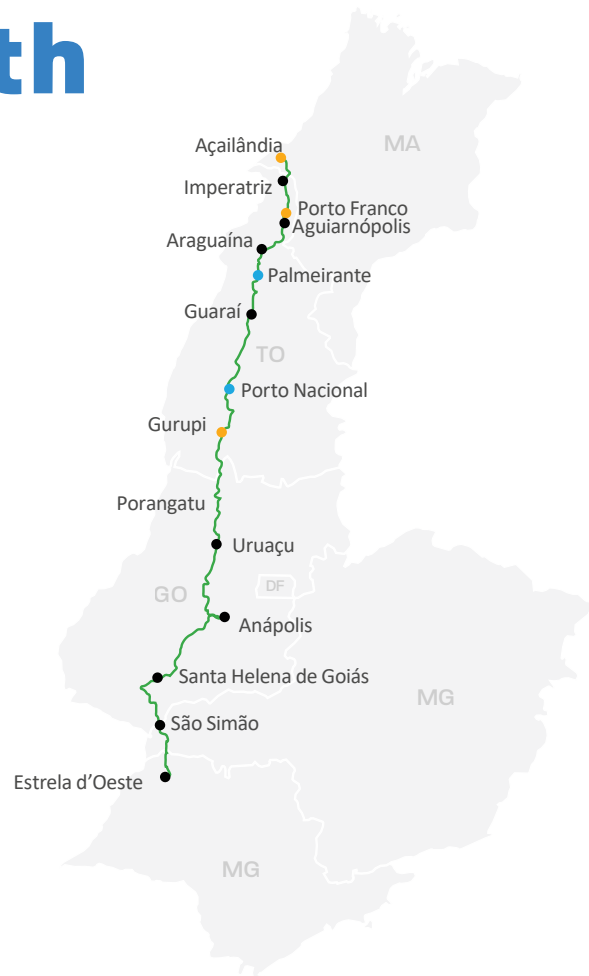 th
Açailândia
MA
Imperatriz
Porto Franco
Aguiarnópolis
Araguaína
Palmeirante
Guaraí
TO
Porto Nacional
Gurupi
Porangatu
Uruaçu
DF
GO
Anápolis
Santa Helena de Goiás
MG
São Simão
Estrela d’Oeste
MG